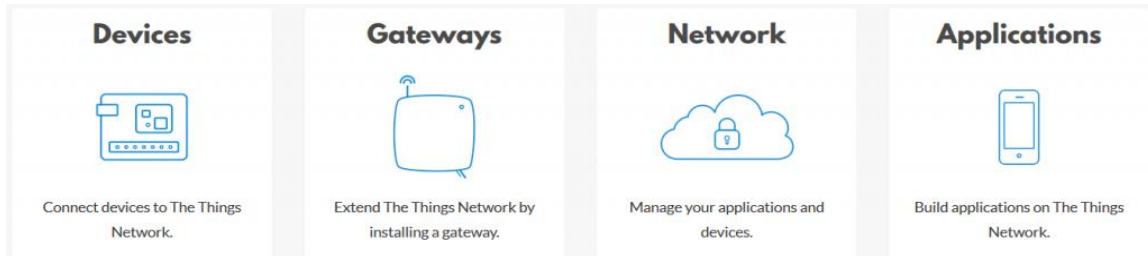 Devices
Connect devices to The Things
Network.
Gateways
Extend The Things Network by
installing a gateway.
Network
Manage your applications and
devices.
Applications
Build applications on The Things
Network.